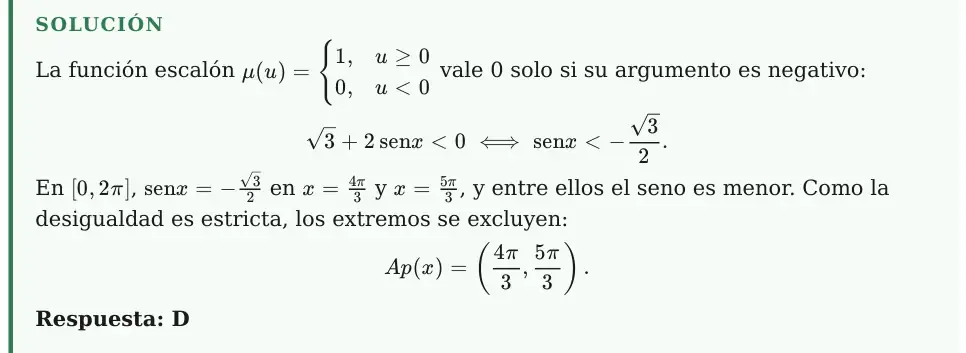 SOLUCIÓN
La función escalón μ(u) = {1, u ≥ 0; 0, u < 0 vale 0 solo si su argumento es negativo:
√3 + 2 senx < 0 ⟺ senx < −√3/2.
En [0, 2π], senx = −√3/2 en x = 4π/3 y x = 5π/3, y entre ellos el seno es menor. Como la
desigualdad es estricta, los extremos se excluyen:
Ap(x) = (4π/3, 5π/3).
Respuesta: D